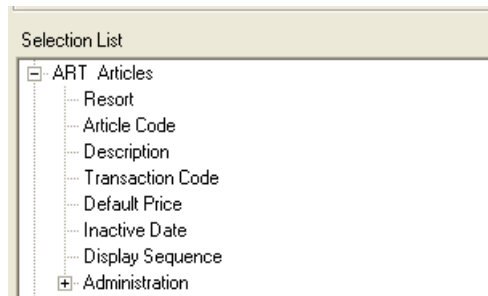 Selection List
ART Articles
Resort
Article Code
Description
Transaction Code
Default Price
Inactive Date
Display Sequence
Administration